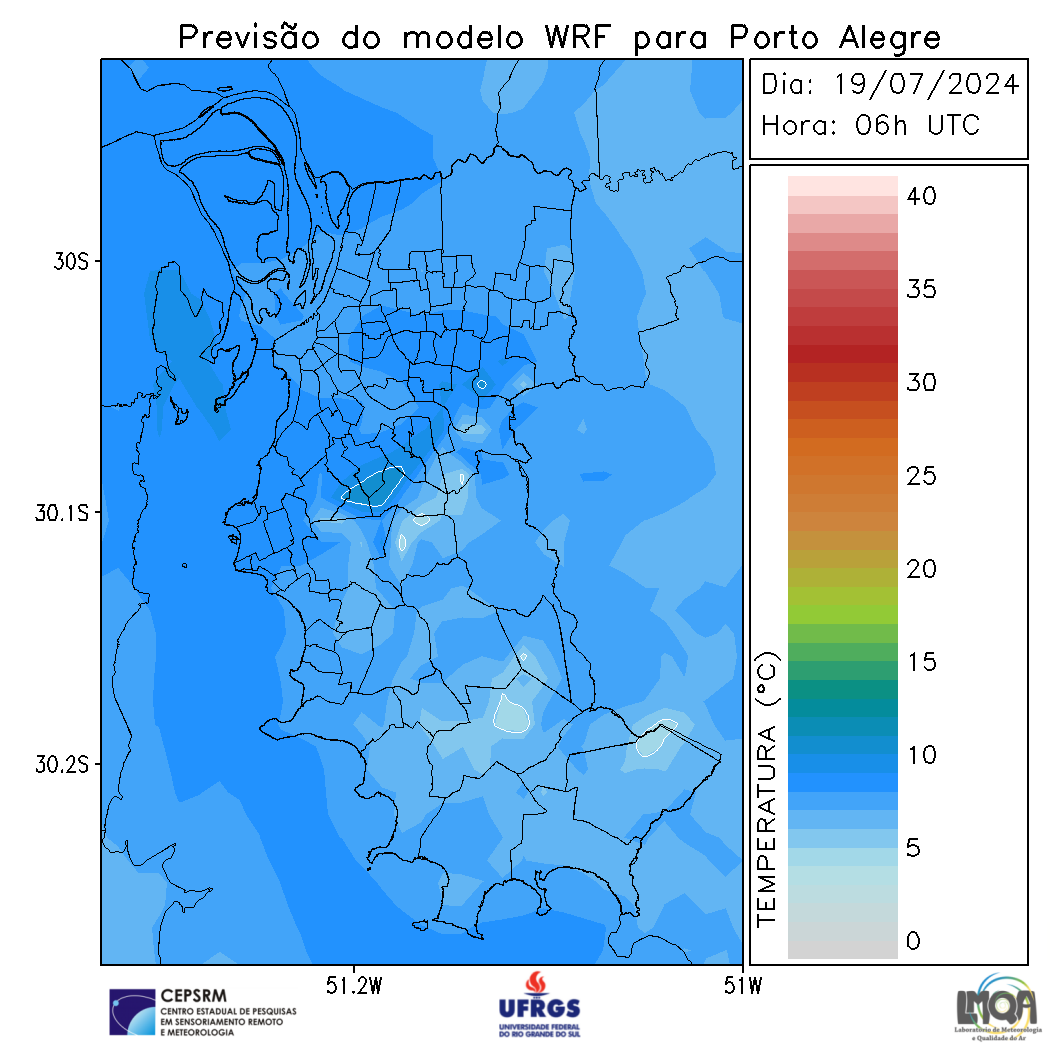 Previsão do modelo WRF para Porto Alegre
Dia: 19/07/2024
Hora: 06h UTC
40
35
30
25
20
15
10
5
0
TEMPERATURA (°C)
30S
30.1S
30.2S
51.2W
51W
CEPSRM
CENTRO ESTADUAL DE PESQUISAS
EM SENSORIAMENTO REMOTO
E METEOROLOGIA
UFRGS
UNIVERSIDADE FEDERAL
DO RIO GRANDE DO SUL
LMQA
Laboratório de Meteorologia
e Qualidade do Ar